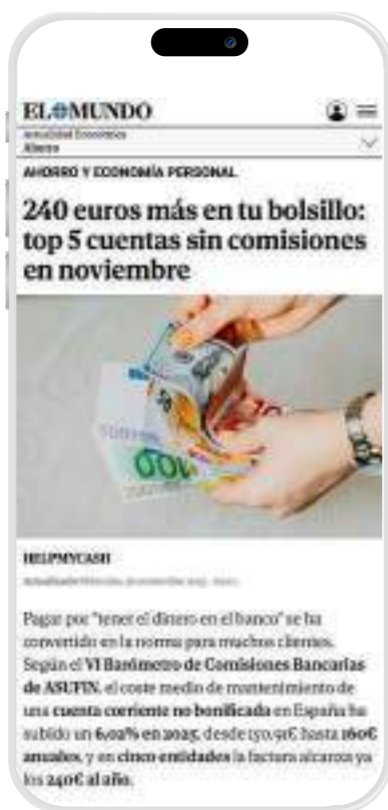 EL MUNDO
Actualidad Económica
Ahorro
AHORRO Y ECONOMÍA PERSONAL
240 euros más en tu bolsillo:
top 5 cuentas sin comisiones
en noviembre
HELPMYCASH
Pagar por "tener el dinero en el banco" se ha
convertido en la norma para muchos clientes.
Según el VI Barómetro de Comisiones Bancarias
de ASUFIN, el coste medio de mantenimiento de
una cuenta corriente no bonificada en España ha
subido un 6,02% en 2025, desde 150,91€ hasta 160€
anuales, y en cinco entidades la factura alcanza ya
los 240€ al año.